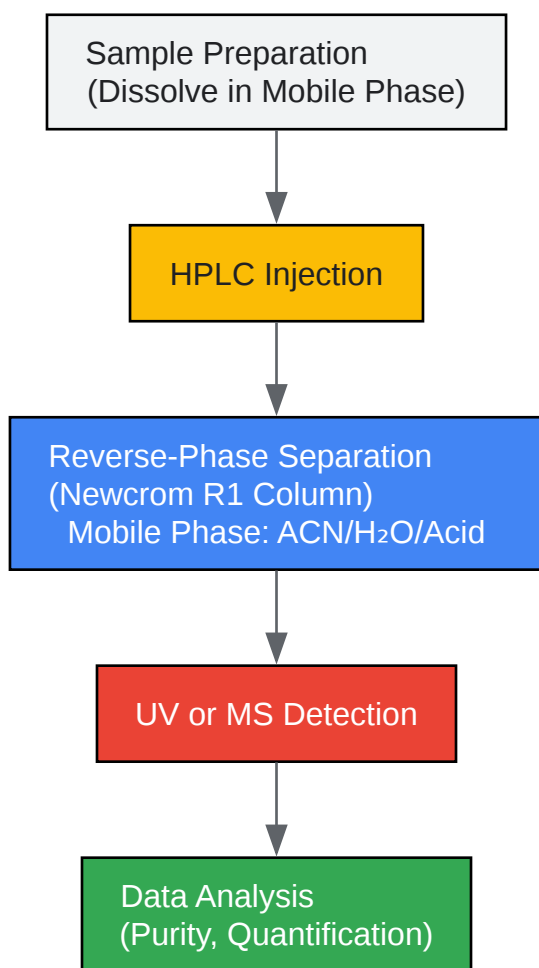 Sample Preparation
(Dissolve in Mobile Phase)
HPLC Injection
Reverse-Phase Separation
(Newcrom R1 Column)
Mobile Phase: ACN/H₂O/Acid
UV or MS Detection
Data Analysis
(Purity, Quantification)